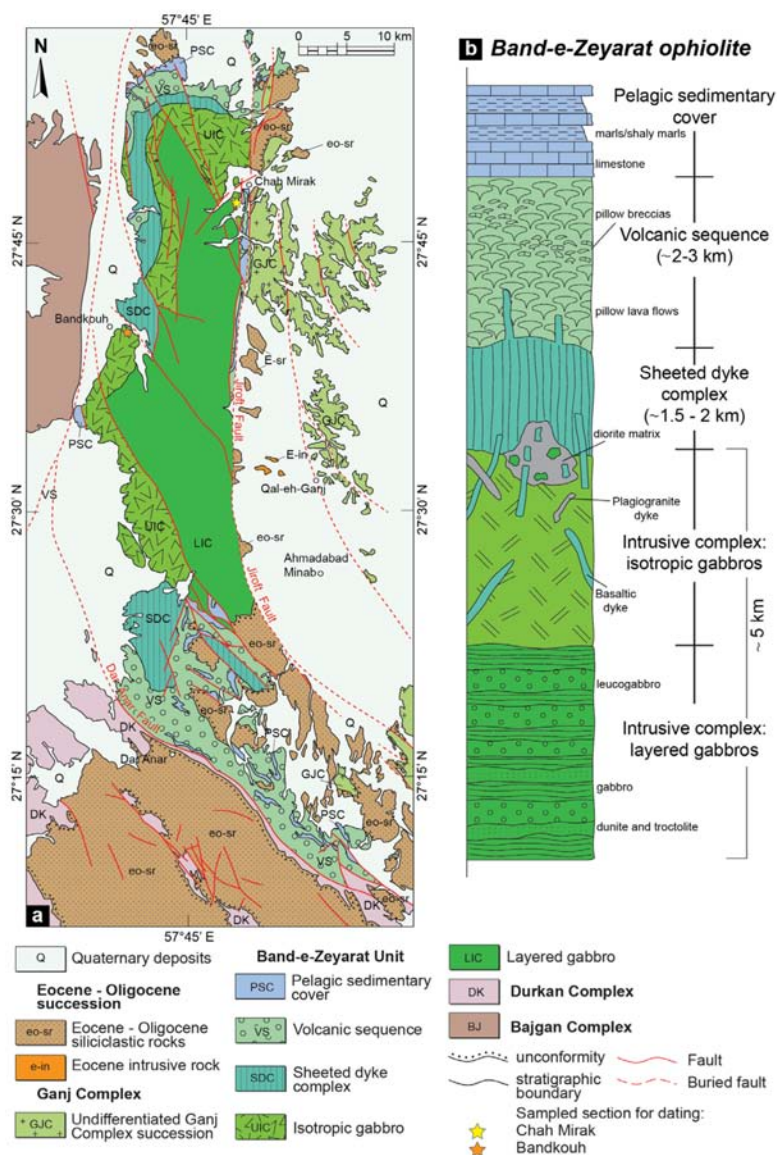 57°45' E
N
0 5 10 km
eo-sr
PSC
Q
Q
VS
UIC
eo-sr
eo-sr
Chah Mirak
27°45' N
27°45' N
GJC
Q
SDC
Bandkouh
E-sr
Jiroft Fault
GJC
Q
PSC
E-in
VS
Qal-eh-Ganj
27°30' N
27°30' N
UIC
LIC
eo-sr
Q
Ahmadabad
Minab
Jiroft Fault
SDC
eo-sr
VS
eo-sr
DK
PSC
Q
Dar Anar
27°15' N
27°15' N
Q
GJC
DK
eo-sr
PSC
eo-sr
eo-sr
VS
DK
eo-sr
DK
a
57°45' E
b Band-e-Zeyarat ophiolite
Pelagic sedimentary
cover
marls/shaly marls
limestone
pillow breccias
Volcanic sequence
(~2-3 km)
pillow lava flows
Sheeted dyke
complex
(~1.5 - 2 km)
diorite matrix
Plagiogranite
dyke
Intrusive complex:
isotropic gabbros
Basaltic
dyke
~ 5 km
leucogabbro
Intrusive complex:
layered gabbros
gabbro
dunite and troctolite
Q Quaternary deposits
Eocene - Oligocene
succession
eo-sr Eocene - Oligocene
siliciclastic rocks
e-in Eocene intrusive rock
Ganj Complex
GJC Undifferentiated Ganj
Complex succession
Band-e-Zeyarat Unit
PSC Pelagic sedimentary
cover
VS Volcanic sequence
SDC Sheeted dyke
complex
UIC Isotropic gabbro
LIC Layered gabbro
DK Durkan Complex
BJ Bajgan Complex
unconformity
Fault
stratigraphic
boundary
Buried fault
Sampled section for dating:
Chah Mirak
Bandkouh